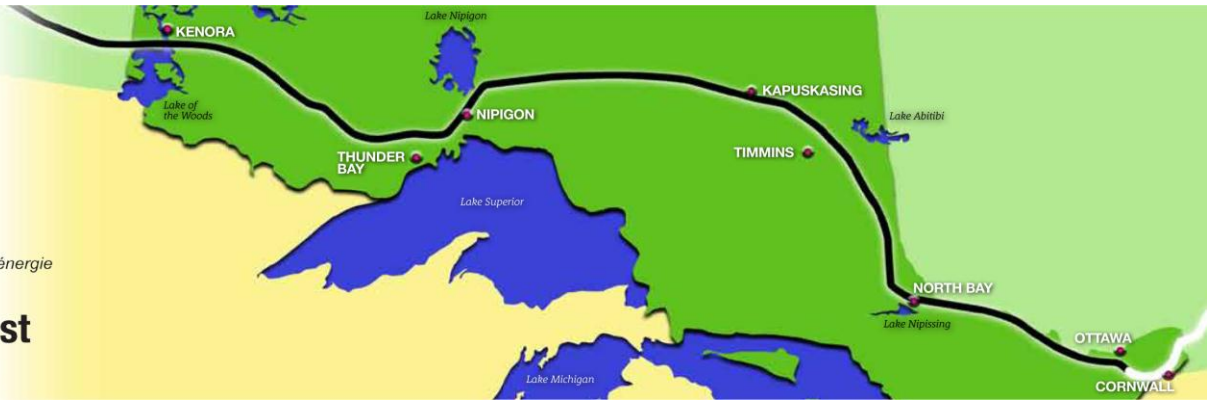 Lake Nipigon
KENORA
KAPUSKASING
Lake of
the Woods
NIPIGON
Lake Abitibi
THUNDER
BAY
TIMMINS
Lake Superior
énergie
NORTH BAY
st
Lake Nipissing
OTTAWA
Lake Michigan
CORNWALL